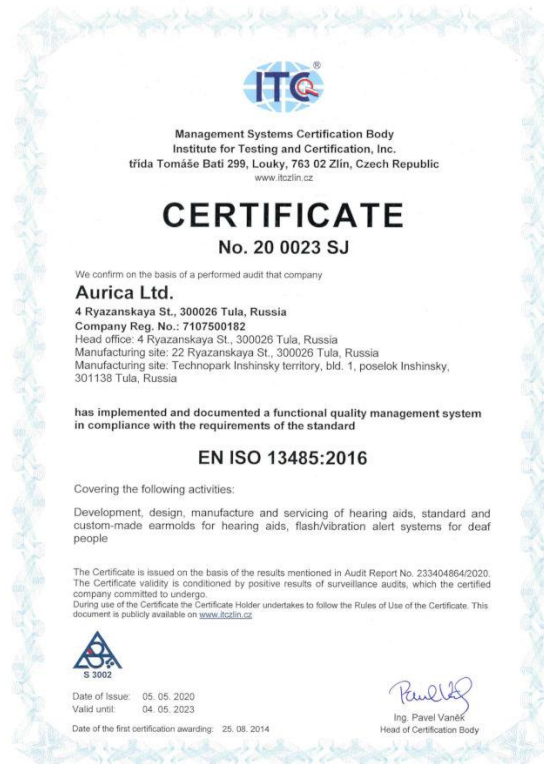 ITC®
Management Systems Certification Body
Institute for Testing and Certification, Inc.
třída Tomáše Bati 299, Louky, 763 02 Zlín, Czech Republic
www.itczlin.cz
CERTIFICATE
No. 20 0023 SJ
We confirm on the basis of a performed audit that company
Aurica Ltd.
4 Ryazanskaya St., 300026 Tula, Russia
Company Reg. No.: 7107500182
Head office: 4 Ryazanskaya St., 300026 Tula, Russia
Manufacturing site: 22 Ryazanskaya St., 300026 Tula, Russia
Manufacturing site: Technopark Inshinsky territory, bld. 1, poselok Inshinsky,
301138 Tula, Russia
has implemented and documented a functional quality management system
in compliance with the requirements of the standard
EN ISO 13485:2016
Covering the following activities:
Development, design, manufacture and servicing of hearing aids, standard and
custom-made earmolds for hearing aids, flash/vibration alert systems for deaf
people
The Certificate is issued on the basis of the results mentioned in Audit Report No. 233404864/2020.
The Certificate validity is conditioned by positive results of surveillance audits, which the certified
company committed to undergo.
During use of the Certificate the Certificate Holder undertakes to follow the Rules of Use of the Certificate. This
document is publicly available on www.itczlin.cz
S 3002
Date of Issue: 05. 05. 2020
Valid until: 04. 05. 2023
Date of the first certification awarding: 25. 08. 2014
Ing. Pavel Vaněk
Head of Certification Body